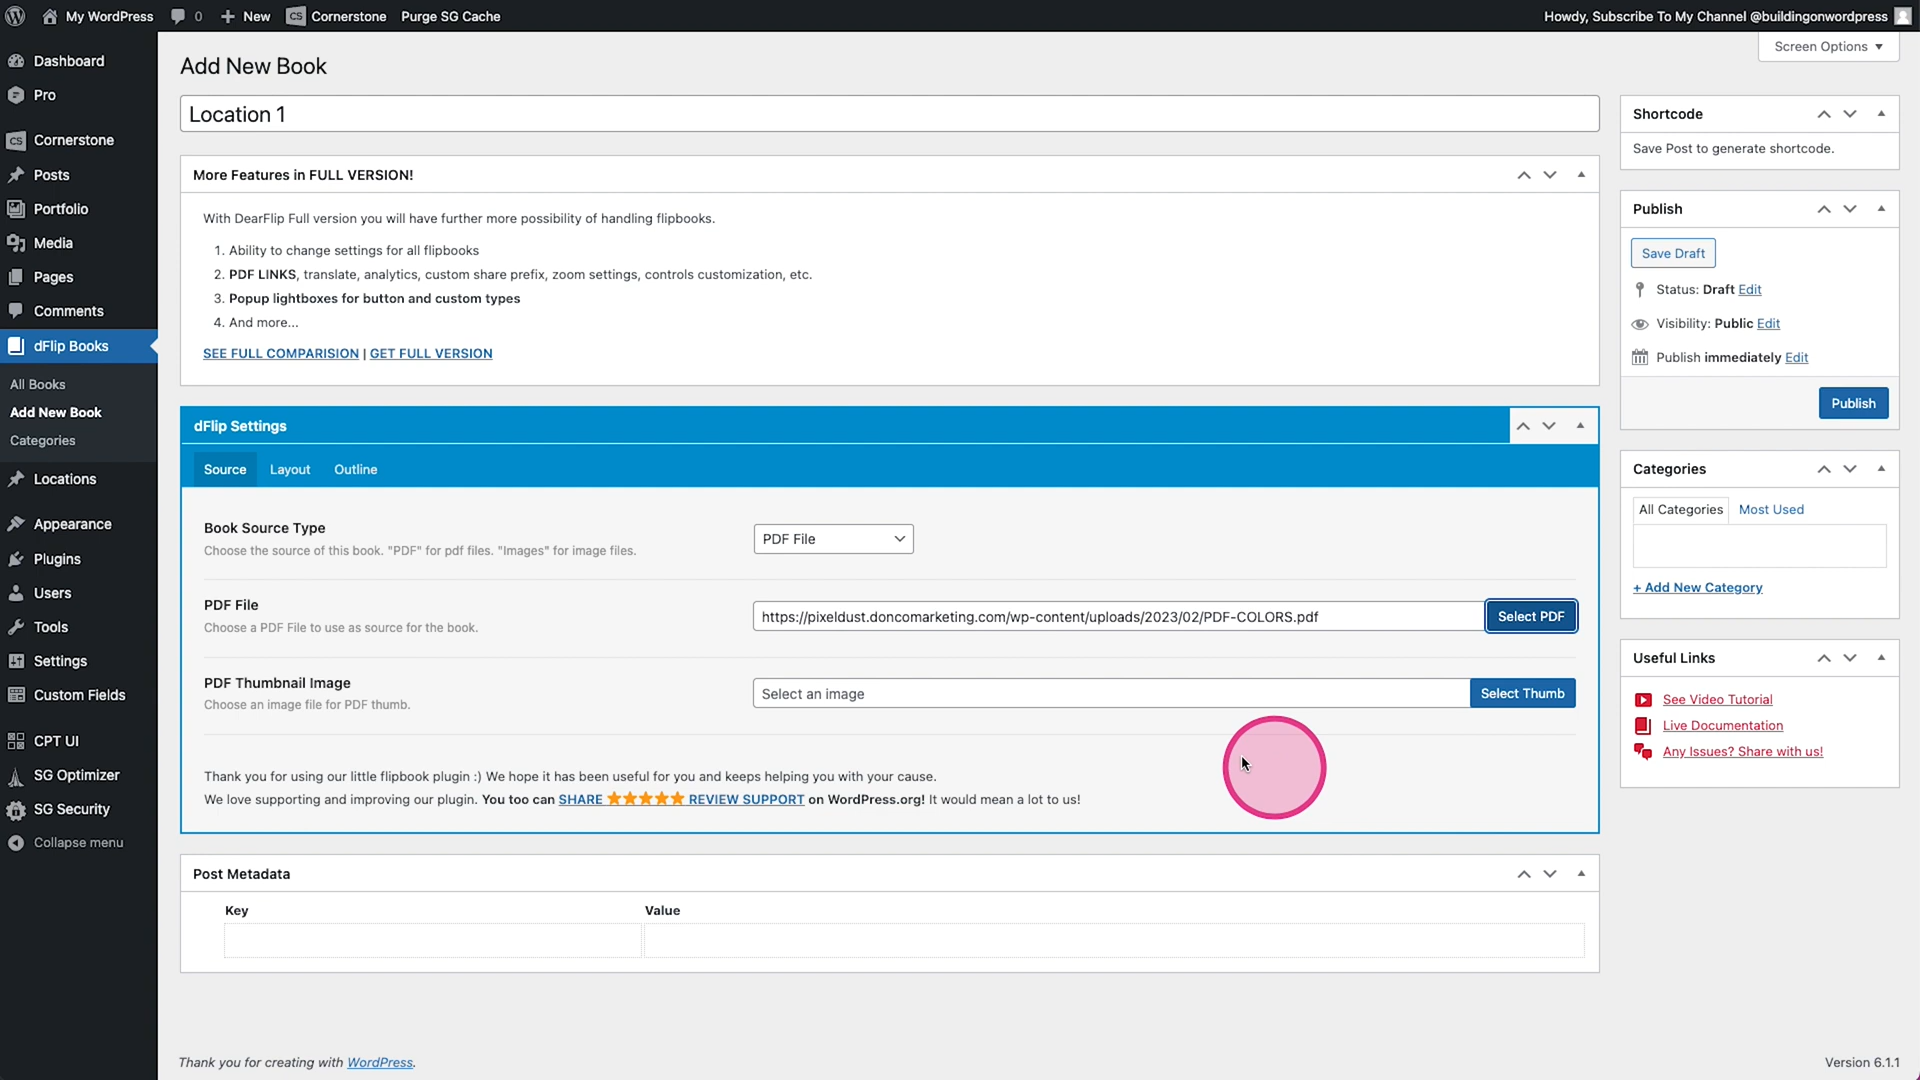 My WordPress 0 New CS Cornerstone Purge SG Cache Howdy, Subscribe To My Channel @buildingonwordpress
Screen Options
Dashboard
Pro
CS Cornerstone
Posts
Portfolio
Media
Pages
Comments
dFlip Books
All Books
Add New Book
Categories
Locations
Appearance
Plugins
Users
Tools
Settings
Custom Fields
CPT UI
SG Optimizer
SG Security
Collapse menu
Add New Book
Location 1
More Features in FULL VERSION!
With DearFlip Full version you will have further more possibility of handling flipbooks.
1. Ability to change settings for all flipbooks
2. PDF LINKS, translate, analytics, custom share prefix, zoom settings, controls customization, etc.
3. Popup lightboxes for button and custom types
4. And more...
SEE FULL COMPARISION | GET FULL VERSION
dFlip Settings
Source Layout Outline
Book Source Type
Choose the source of this book. "PDF" for pdf files. "Images" for image files.
PDF File
PDF File
Choose a PDF File to use as source for the book.
https://pixeldust.doncomarketing.com/wp-content/uploads/2023/02/PDF-COLORS.pdf Select PDF
PDF Thumbnail Image
Choose an image file for PDF thumb.
Select an image Select Thumb
Thank you for using our little flipbook plugin :) We hope it has been useful for you and keeps helping you with your cause.
We love supporting and improving our plugin. You too can SHARE ★★★★★ REVIEW SUPPORT on WordPress.org! It would mean a lot to us!
Post Metadata
Key Value
Shortcode
Save Post to generate shortcode.
Publish
Save Draft
Status: Draft Edit
Visibility: Public Edit
Publish immediately Edit
Publish
Categories
All Categories Most Used
+ Add New Category
Useful Links
See Video Tutorial
Live Documentation
Any Issues? Share with us!
Thank you for creating with WordPress. Version 6.1.1